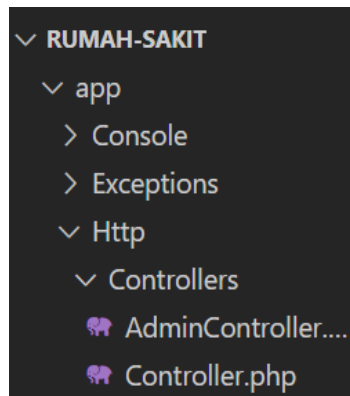 RUMAH-SAKIT
app
Console
Exceptions
Http
Controllers
AdminController....
Controller.php